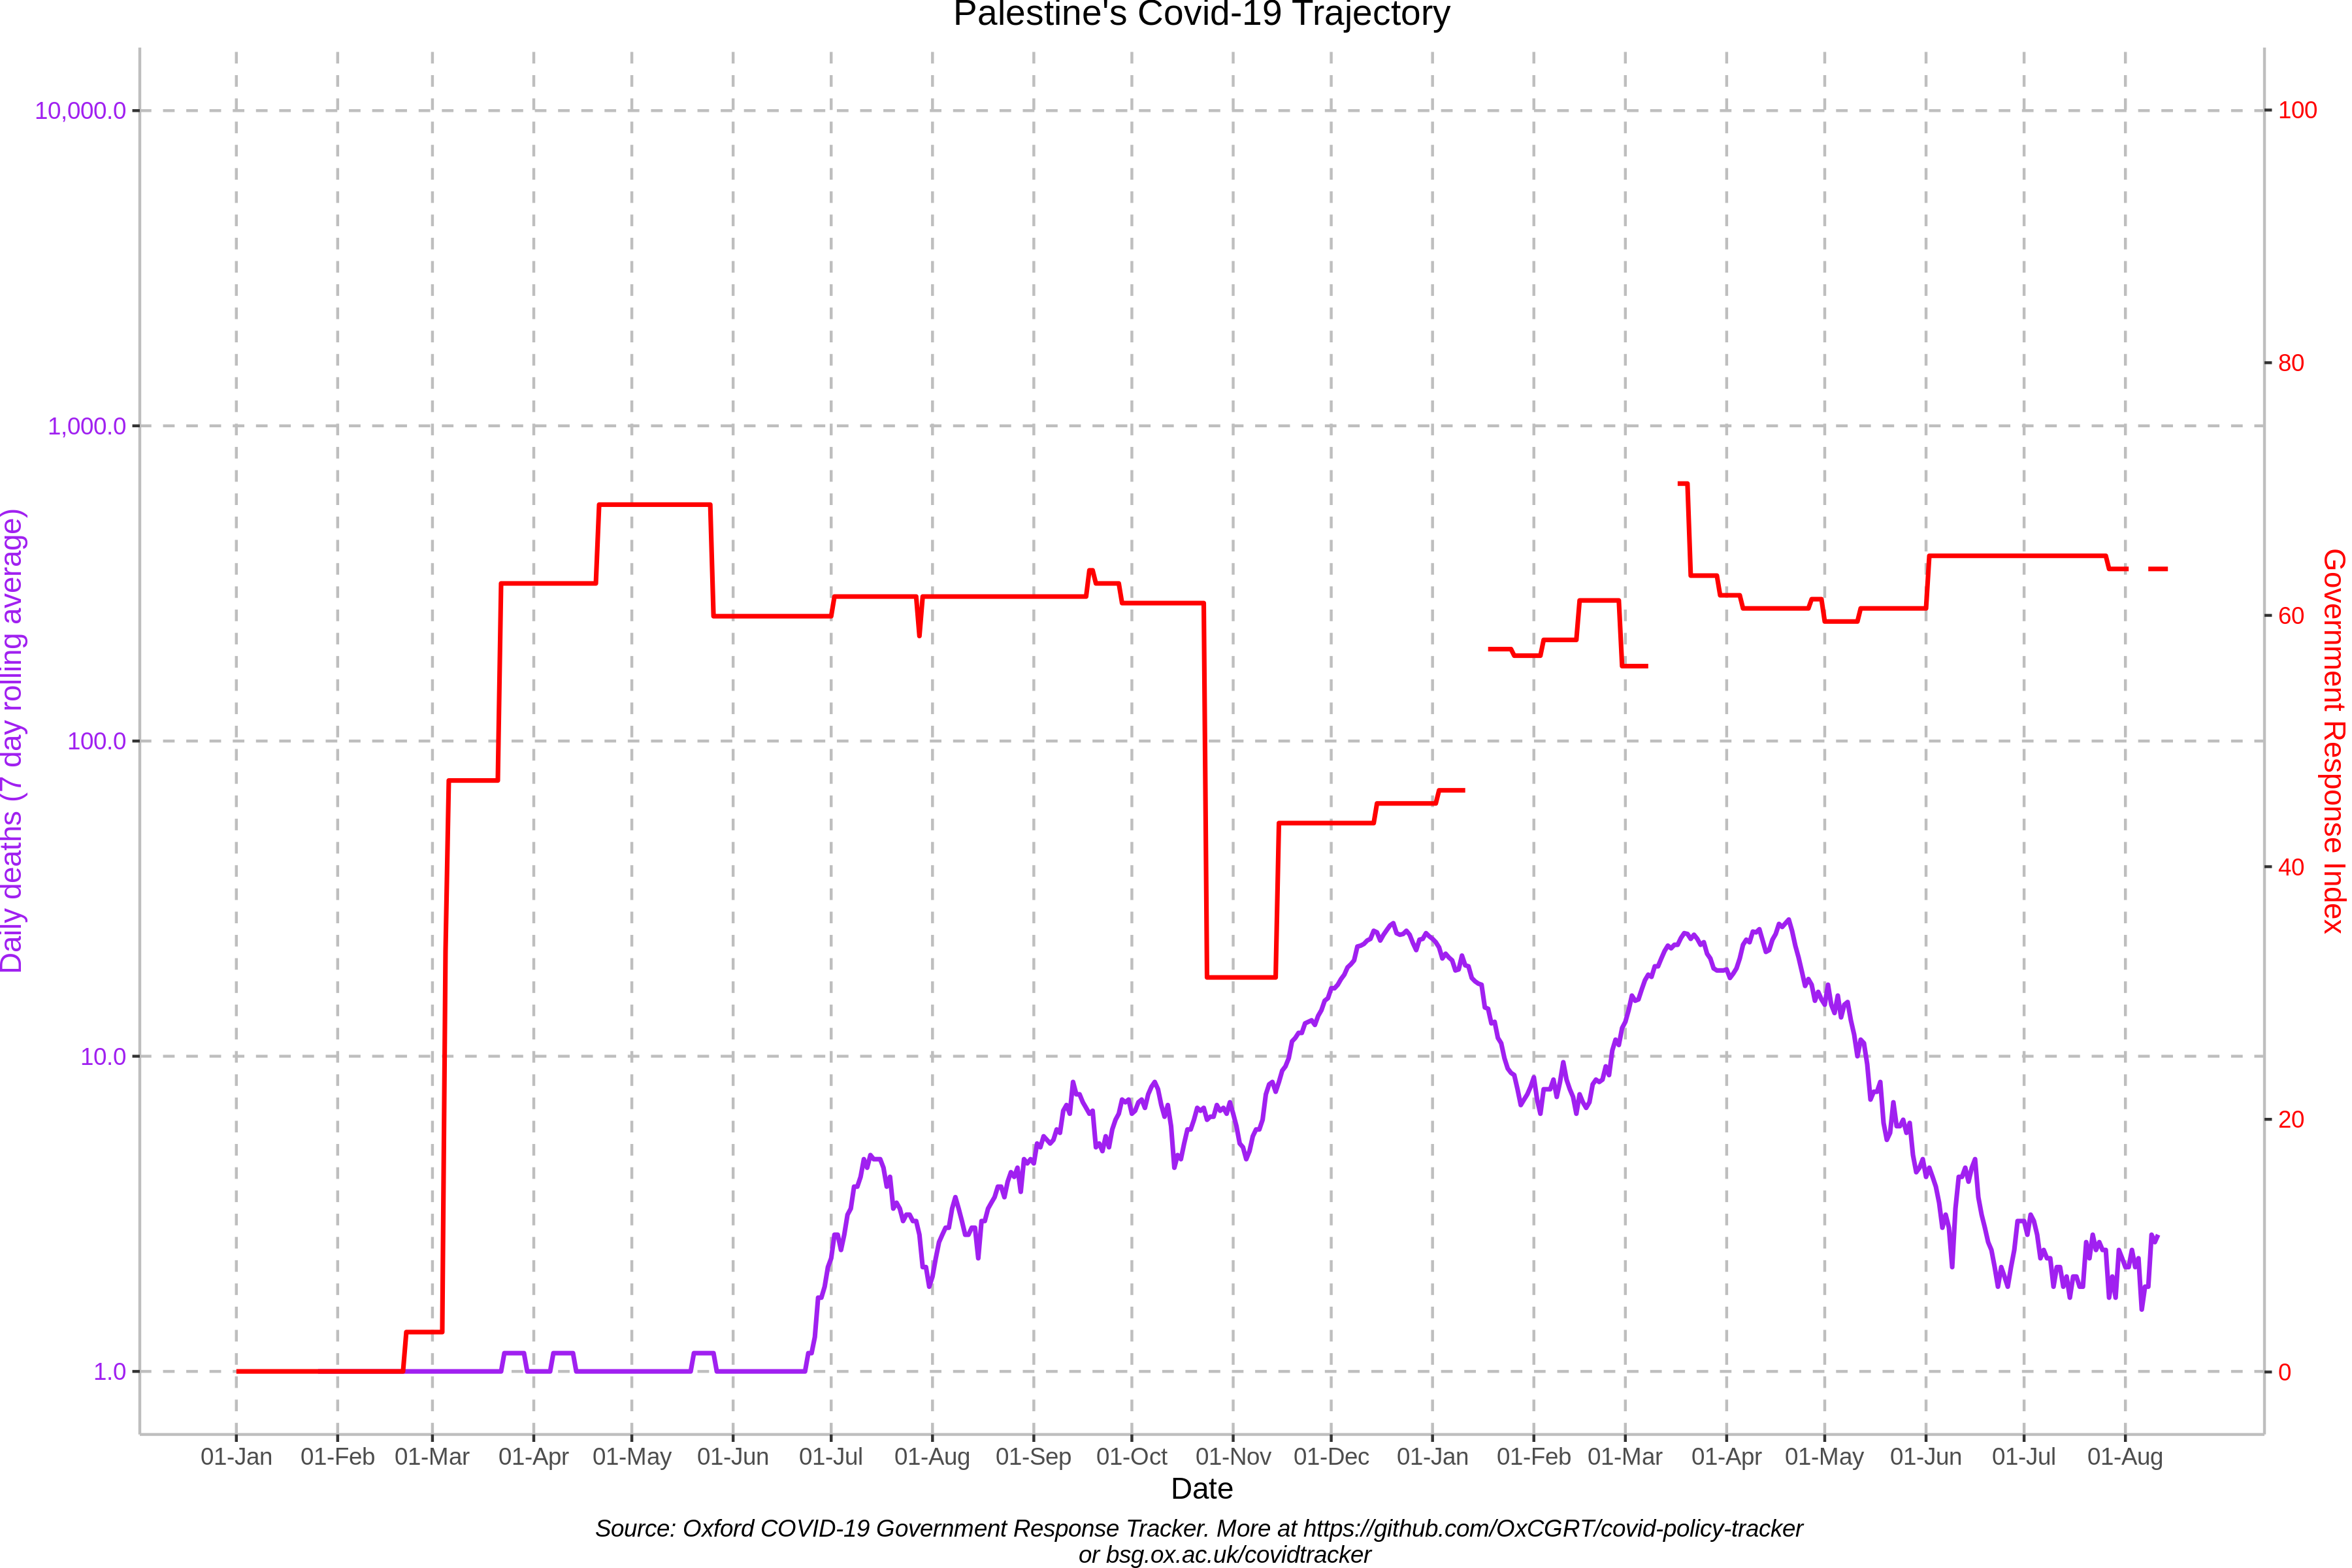 Palestine's Covid-19 Trajectory
Daily deaths (7 day rolling average)
10,000.0
1,000.0
100.0
10.0
1.0
100
80
60
40
20
0
Government Response Index
01-Jan 01-Feb 01-Mar 01-Apr 01-May 01-Jun 01-Jul 01-Aug 01-Sep 01-Oct 01-Nov 01-Dec 01-Jan 01-Feb 01-Mar 01-Apr 01-May 01-Jun 01-Jul 01-Aug
Date
Source: Oxford COVID-19 Government Response Tracker. More at https://github.com/OxCGRT/covid-policy-tracker
or bsg.ox.ac.uk/covidtracker